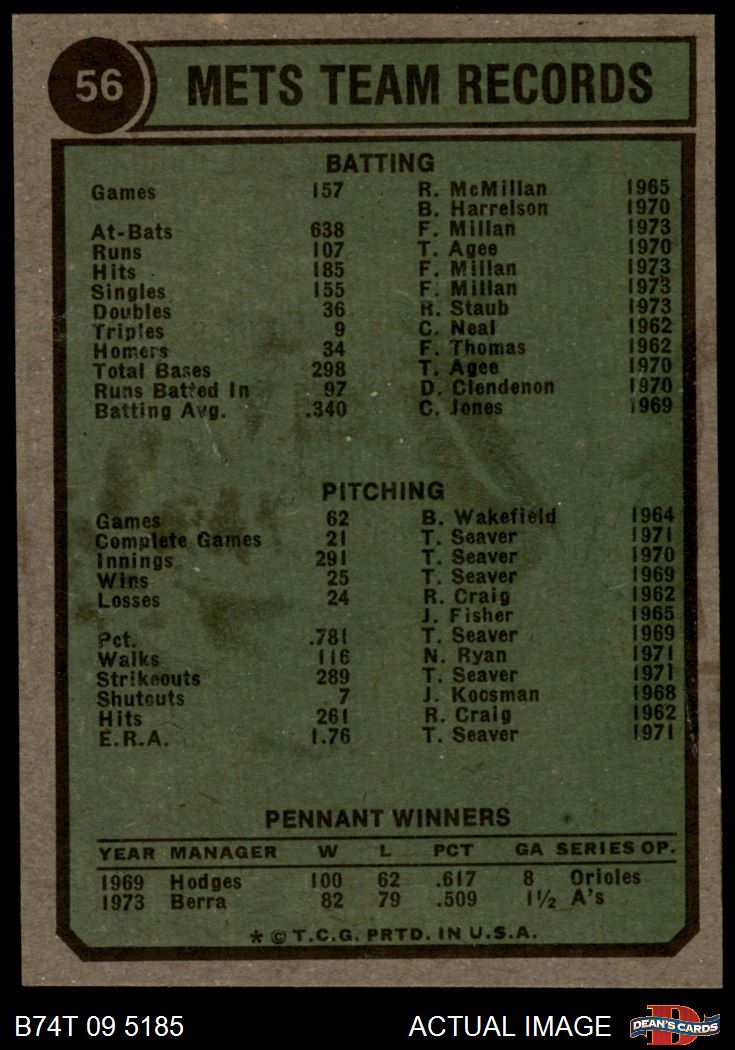 56 METS TEAM RECORDS
BATTING
Games 157 R. McMillan 1965
B. Harrelson 1970
At-Bats 638 F. Millan 1973
Runs 107 T. Agee 1970
Hits 185 F. Millan 1973
Singles 155 F. Millan 1973
Doubles 36 R. Staub 1973
Triples 9 C. Neal 1962
Homers 34 F. Thomas 1962
Total Bases 298 T. Agee 1970
Runs Batted In 97 D. Clendenon 1970
Batting Avg. .340 C. Jones 1969
PITCHING
Games 62 B. Wakefield 1964
Complete Games 21 T. Seaver 1971
Innings 291 T. Seaver 1970
Wins 25 T. Seaver 1969
Losses 24 R. Craig 1962
J. Fisher 1965
Pct. .781 T. Seaver 1969
Walks 116 N. Ryan 1971
Strikeouts 289 T. Seaver 1971
Shutouts 7 J. Koosman 1968
Hits 261 R. Craig 1962
E.R.A. 1.76 T. Seaver 1971
PENNANT WINNERS
YEAR MANAGER W L PCT GA SERIES OP.
1969 Hodges 100 62 .617 8 Orioles
1973 Berra 82 79 .509 1½ A's
* © T.C.G. PRTD. IN U.S.A.
B74T 09 5185 ACTUAL IMAGE DEAN'S CARDS